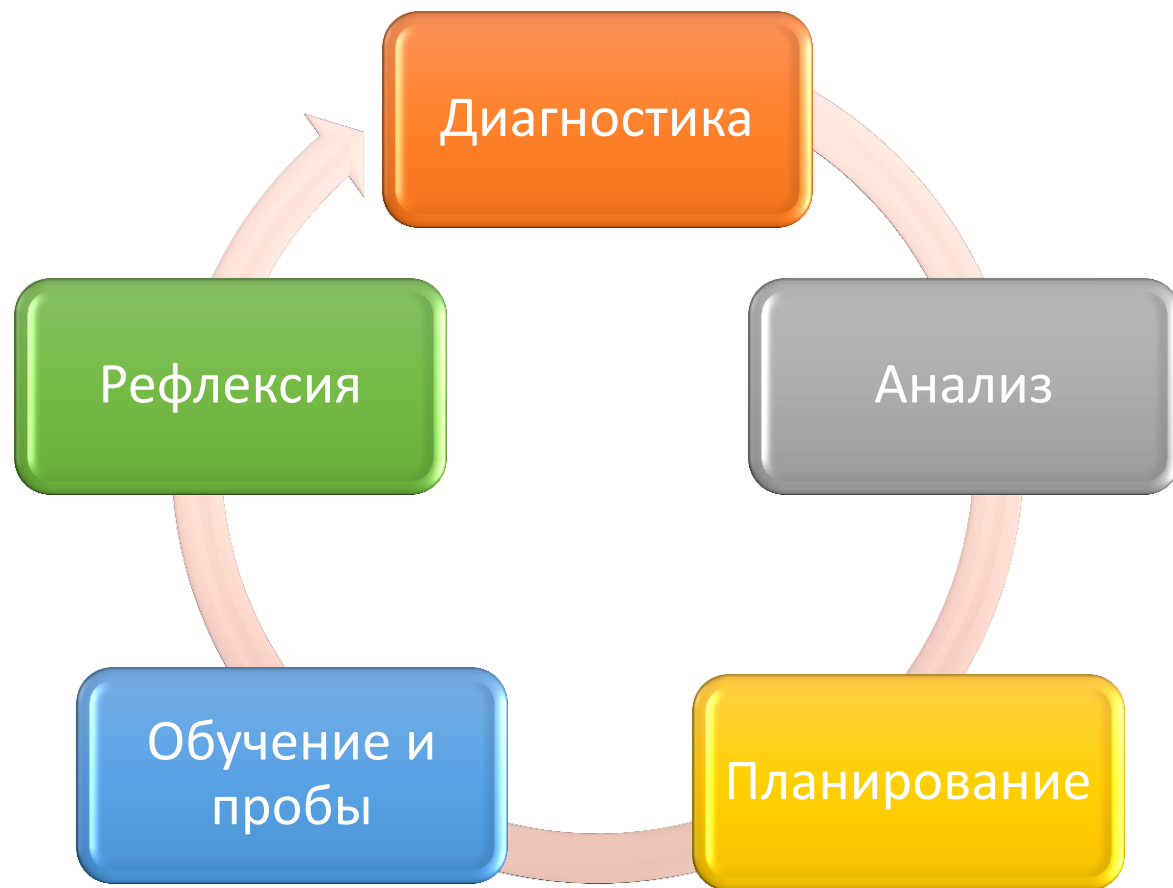 Диагностика
Анализ
Планирование
Обучение и
пробы
Рефлексия